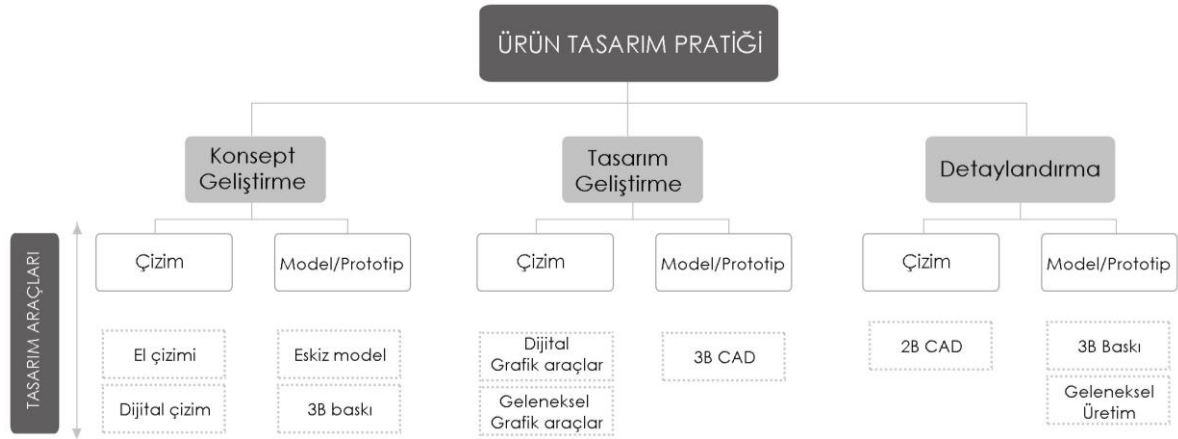 ÜRÜN TASARIM PRATİĞİ
Konsept
Geliştirme
Tasarım
Geliştirme
Detaylandırma
TASARIM ARAÇLARI
Çizim
Model/Prototip
Çizim
Model/Prototip
Çizim
Model/Prototip
El çizimi
Eskiz model
Dijital
Grafik araçlar
3B CAD
2B CAD
3B Baskı
Dijital çizim
3B baskı
Geleneksel
Grafik araçlar
Geleneksel
Üretim